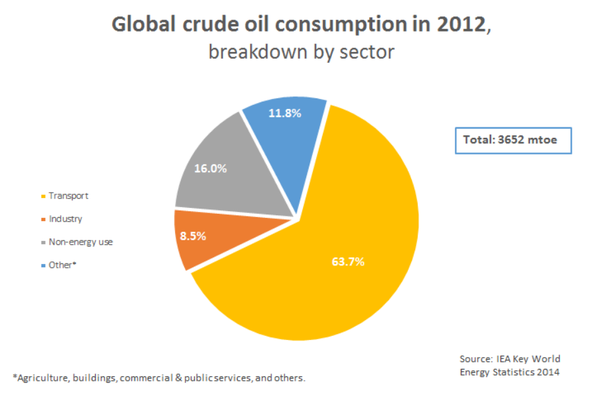 Global crude oil consumption in 2012,
breakdown by sector
11.8%
Total: 3652 mtoe
16.0%
Transport
Industry
8.5%
Non-energy use
63.7%
Other*
Source: IEA Key World
Energy Statistics 2014
*Agriculture, buildings, commercial & public services, and others.